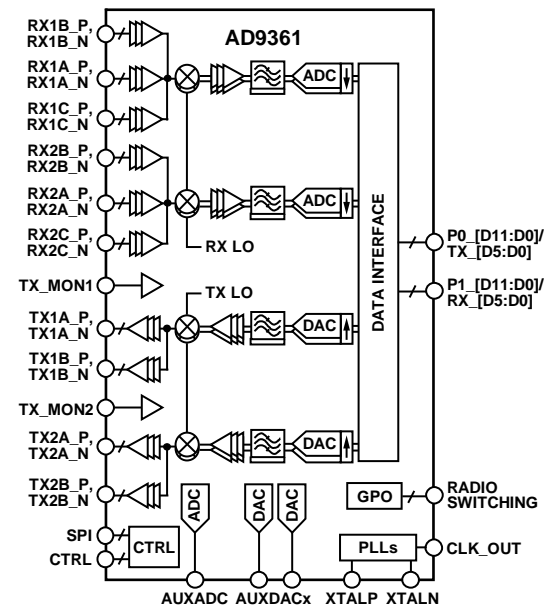 AD9361
RX1B_P,
RX1B_N
RX1A_P,
RX1A_N
RX1C_P,
RX1C_N
RX2B_P,
RX2B_N
RX2A_P,
RX2A_N
RX2C_P,
RX2C_N
TX_MON1
TX1A_P,
TX1A_N
TX1B_P,
TX1B_N
TX_MON2
TX2A_P,
TX2A_N
TX2B_P,
TX2B_N
SPI
CTRL
CTRL
ADC
ADC
RX LO
TX LO
DAC
DAC
DATA INTERFACE
P0_[D11:D0]/
TX_[D5:D0]
P1_[D11:D0]/
RX_[D5:D0]
ADC
DAC
DAC
GPO
RADIO
SWITCHING
PLLs
CLK_OUT
AUXADC
AUXDACx
XTALP
XTALN